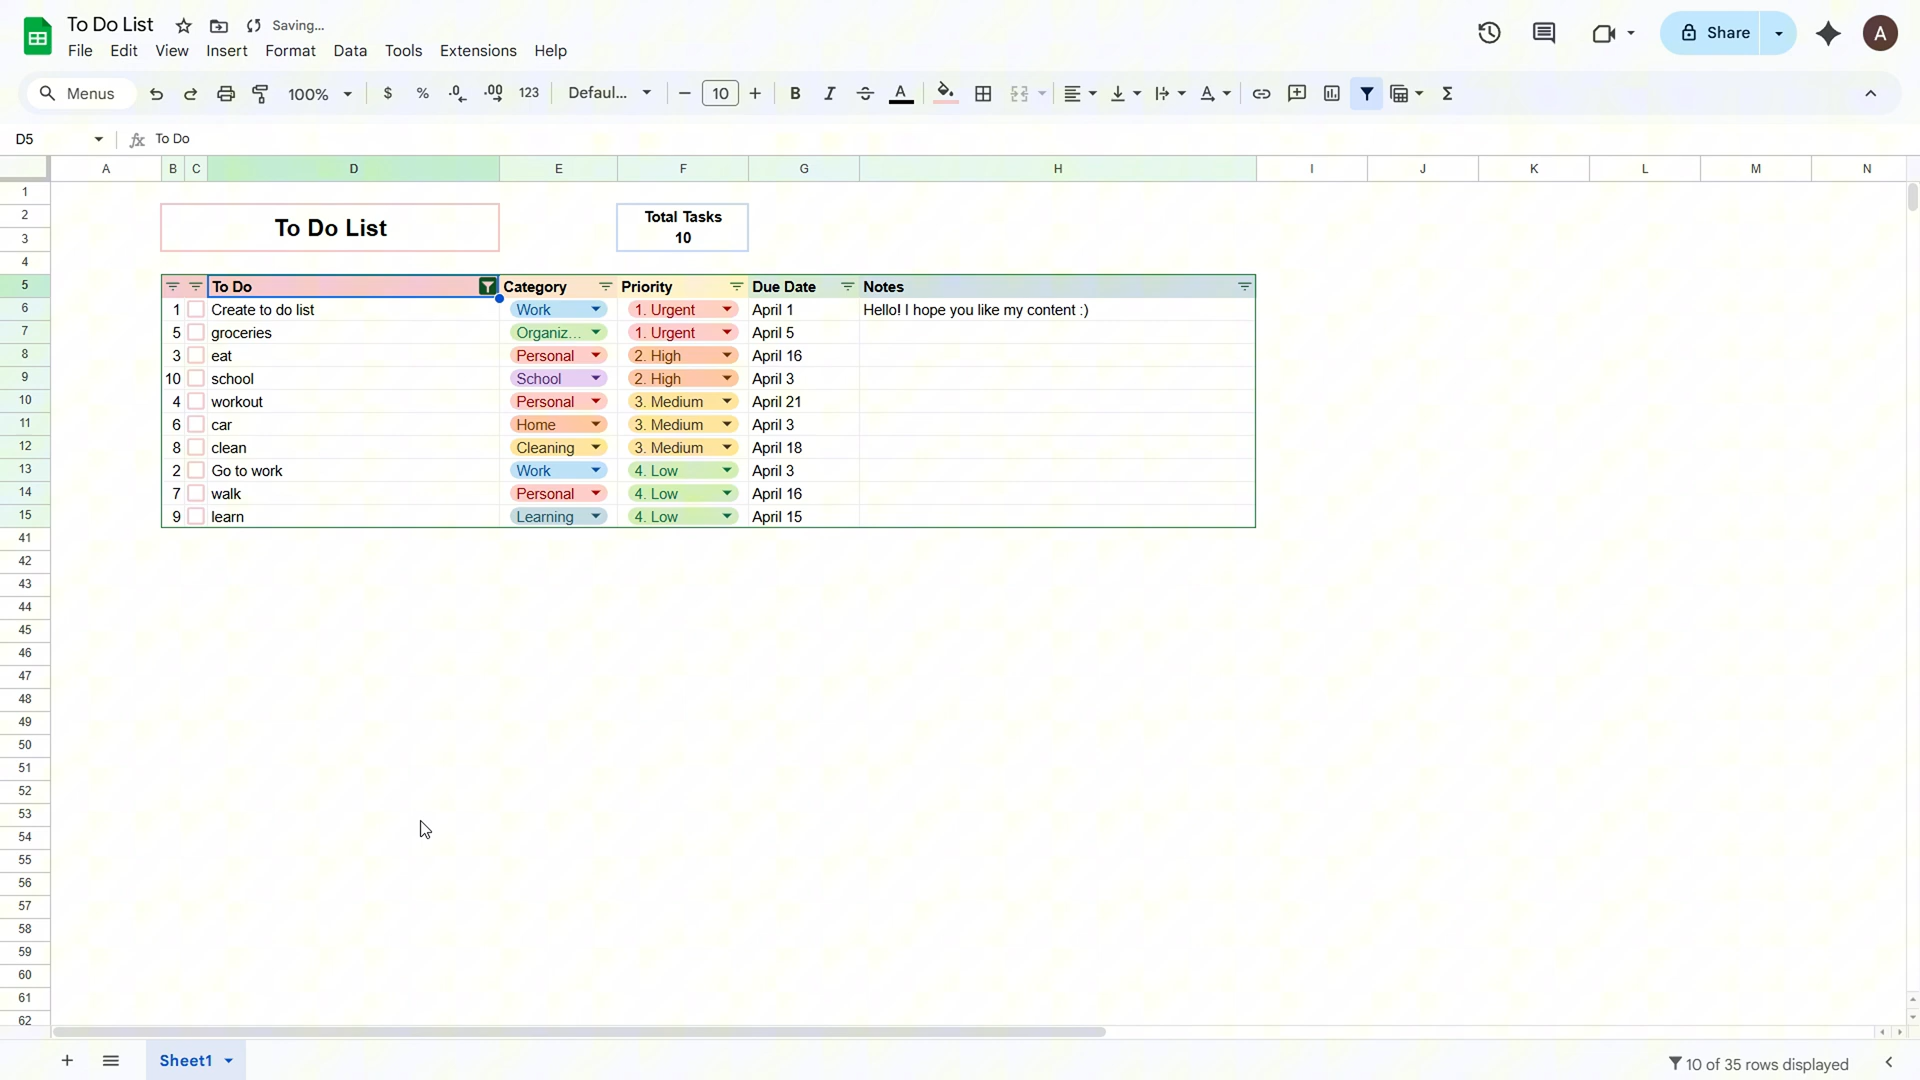 To Do List Saving...
File Edit View Insert Format Data Tools Extensions Help
Share A
Menus 100% $ % .0 .00 123 Defaul... 10 B I A
D5 To Do
A B C D E F G H I J K L M N
1
2 To Do List Total Tasks
3 10
4
5 To Do Category Priority Due Date Notes
6 1 Create to do list Work 1. Urgent April 1 Hello! I hope you like my content :)
7 5 groceries Organiz... 1. Urgent April 5
8 3 eat Personal 2. High April 16
9 10 school School 2. High April 3
10 4 workout Personal 3. Medium April 21
11 6 car Home 3. Medium April 3
12 8 clean Cleaning 3. Medium April 18
13 2 Go to work Work 4. Low April 3
14 7 walk Personal 4. Low April 16
15 9 learn Learning 4. Low April 15
41
42
43
44
45
46
47
48
49
50
51
52
53
54
55
56
57
58
59
60
61
62
Sheet1 10 of 35 rows displayed